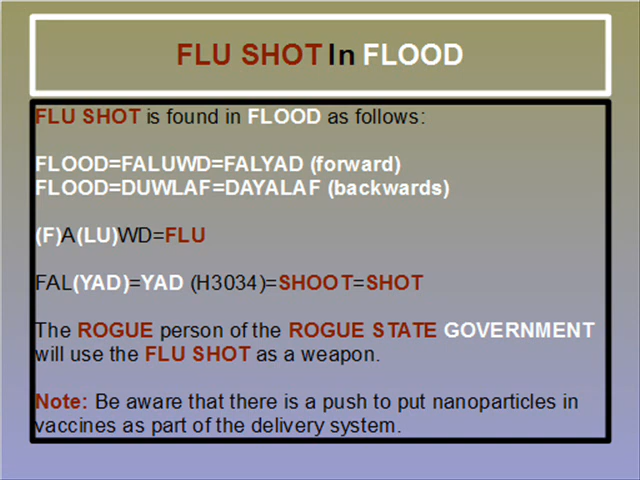 FLU SHOT In FLOOD
FLU SHOT is found in FLOOD as follows:
FLOOD=FALUWD=FALYAD (forward)
FLOOD=DUWLAF=DAYALAF (backwards)
(F)A(LU)WD=FLU
FAL(YAD)=YAD (H3034)=SHOOT=SHOT
The ROGUE person of the ROGUE STATE GOVERNMENT
will use the FLU SHOT as a weapon.
Note: Be aware that there is a push to put nanoparticles in
vaccines as part of the delivery system.